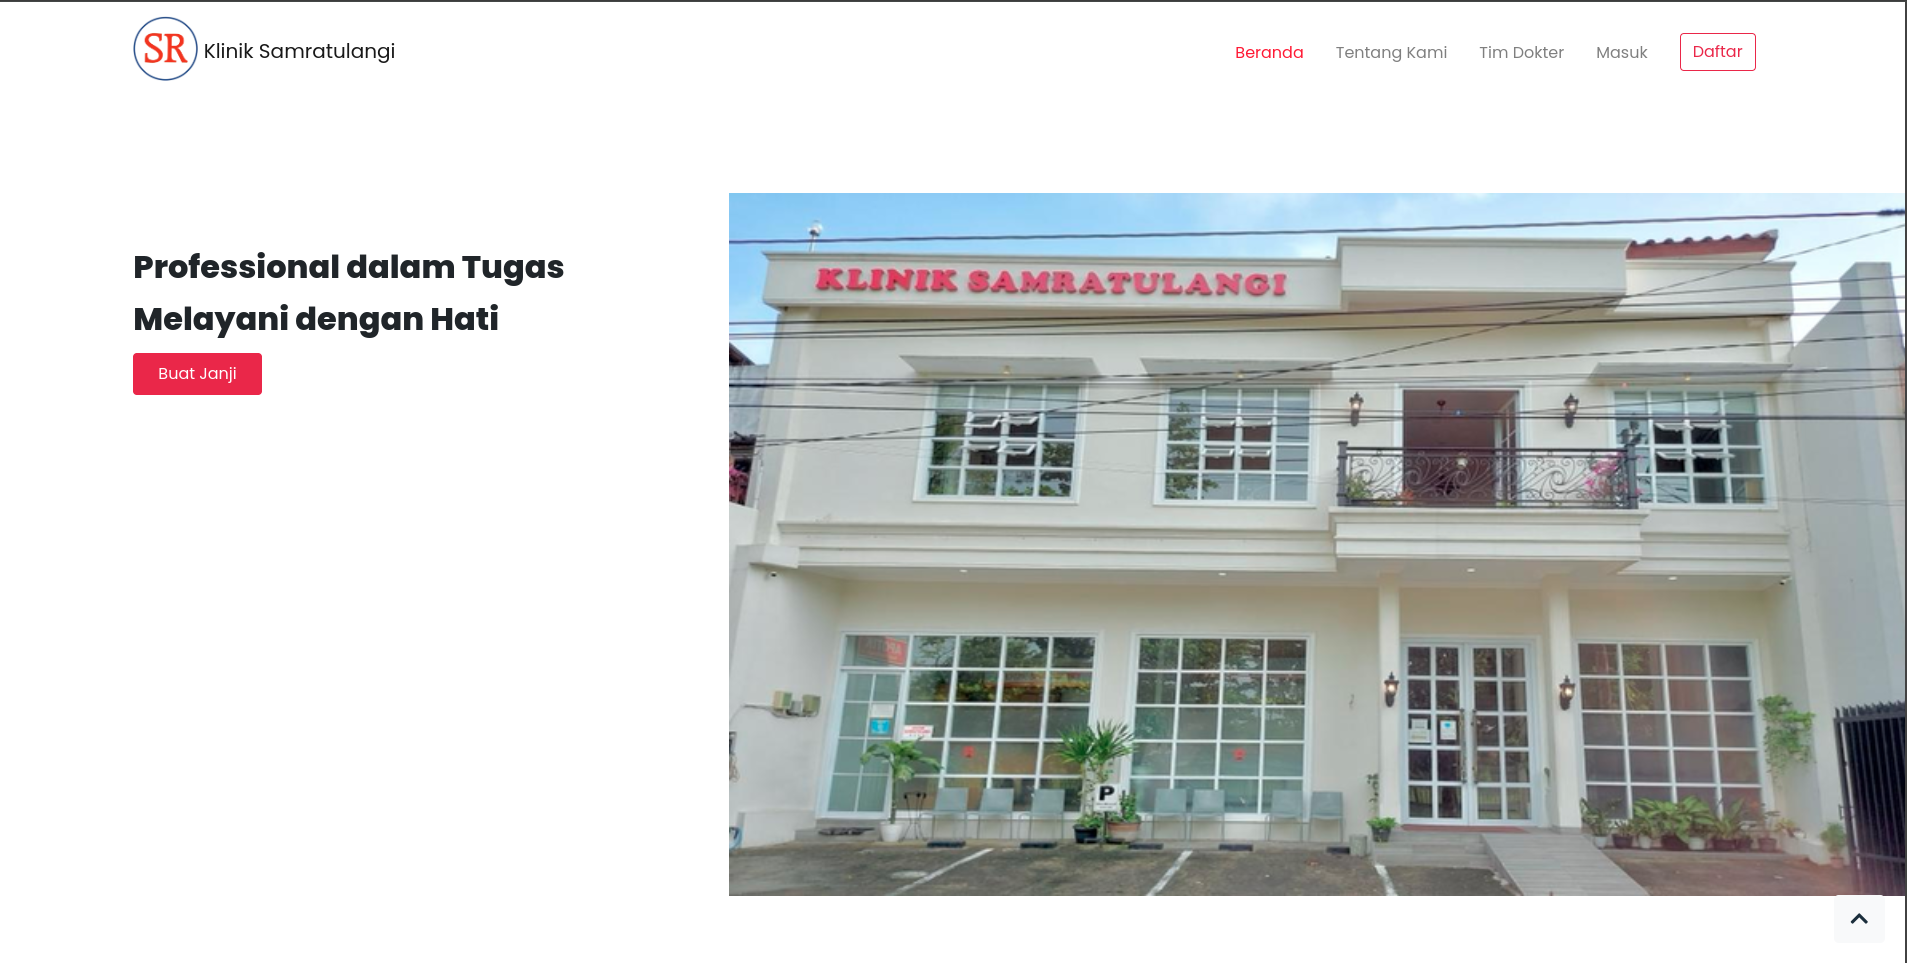 SR Klinik Samratulangi
Beranda Tentang Kami Tim Dokter Masuk Daftar
Professional dalam Tugas
Melayani dengan Hati
Buat Janji
KLINIK SAMRATULANGI
P